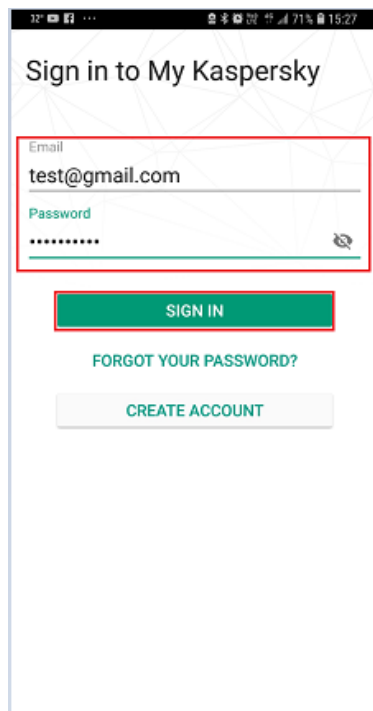 32° ... 71% 15:27
Sign in to My Kaspersky
Email
test@gmail.com
Password
••••••••••
SIGN IN
FORGOT YOUR PASSWORD?
CREATE ACCOUNT